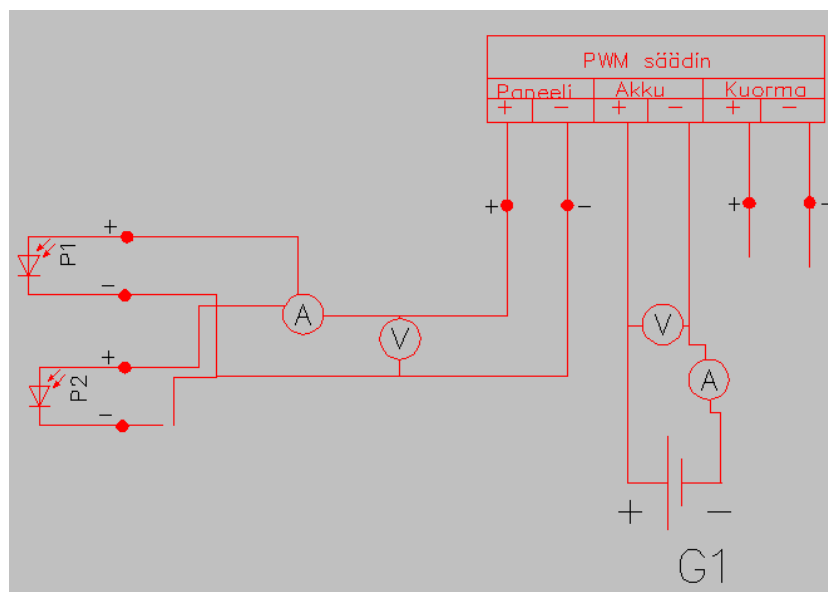 PWM säädin
Paneeli Akku Kuorma
+ - + - + -
+ - + -
+
P1
-
A
V
V
+
P2
-
A
+ -
G1